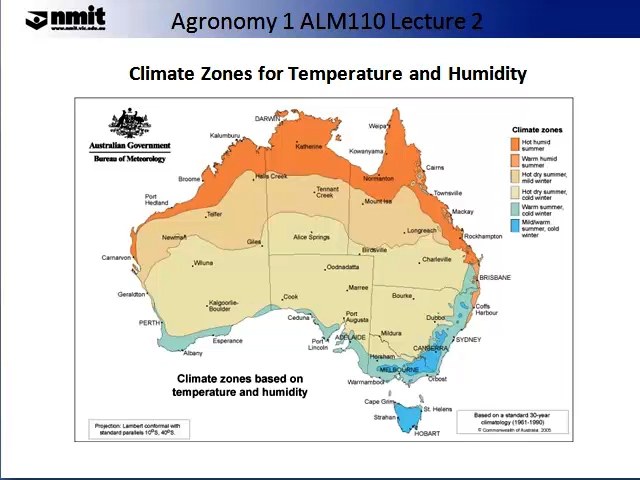 nmit
www.nmit.vic.edu.au
Agronomy 1 ALM110 Lecture 2
Climate Zones for Temperature and Humidity
Australian Government
Bureau of Meteorology
Climate zones
Hot humid
summer
Warm humid
summer
Hot dry summer,
mild winter
Hot dry summer,
cold winter
Warm summer,
cold winter
Mild/warm
summer, cold
winter
DARWIN
Weipa
Kalumburu
Katherine
Kowanyama
Cairns
Broome
Halls Creek
Normanton
Port
Hedland
Tennant
Creek
Mount Isa
Townsville
Telfer
Mackay
Newman
Giles
Alice Springs
Longreach
Rockhampton
Birdsville
Carnarvon
Wiluna
Oodnadatta
Charleville
BRISBANE
Geraldton
Marree
Kalgoorlie-
Boulder
Cook
Bourke
Coffs
Harbour
PERTH
Ceduna
Port
Augusta
Dubbo
Esperance
Port
Lincoln
ADELAIDE
Mildura
SYDNEY
Albany
Horsham
CANBERRA
MELBOURNE
Warrnambool
Orbost
Climate zones based on
temperature and humidity
Cape Grim
St. Helens
Strahan
HOBART
Projection: Lambert conformal with
standard parallels 10°S, 40°S.
Based on a standard 30-year
climatology (1961-1990)
© Commonwealth of Australia, 2005